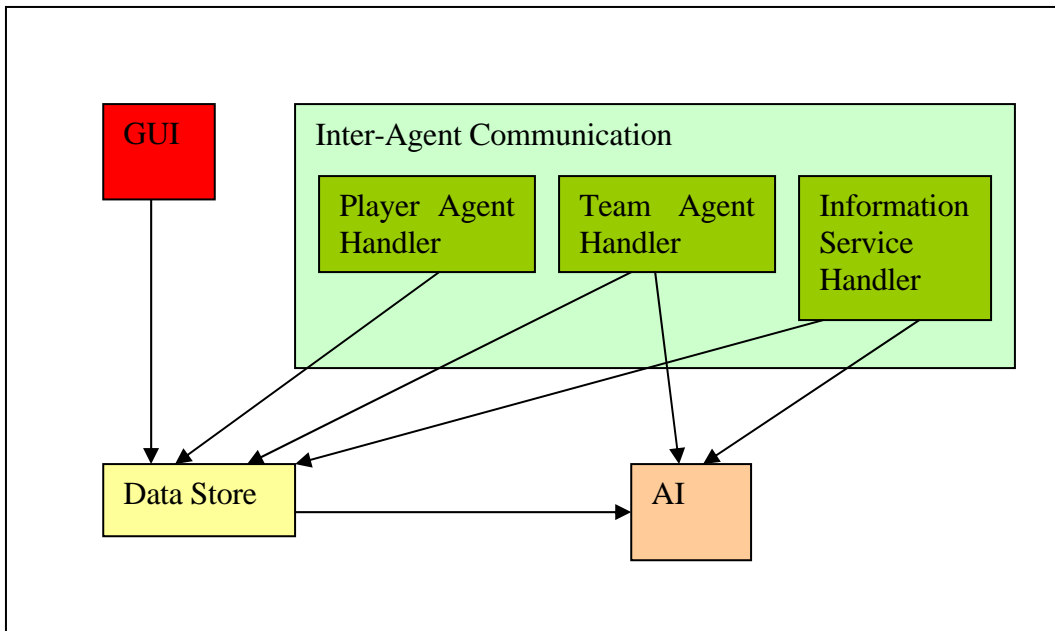 GUI
Inter-Agent Communication
Player Agent
Handler
Team Agent
Handler
Information
Service
Handler
Data Store
AI